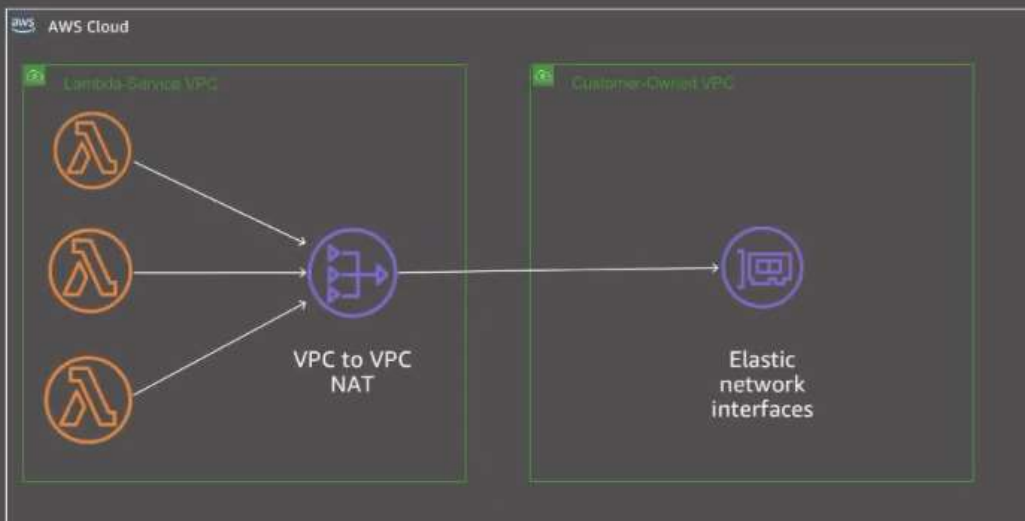 aws
AWS Cloud
Lambda-Service VPC
Customer-Owned VPC
VPC to VPC
NAT
Elastic
network
interfaces